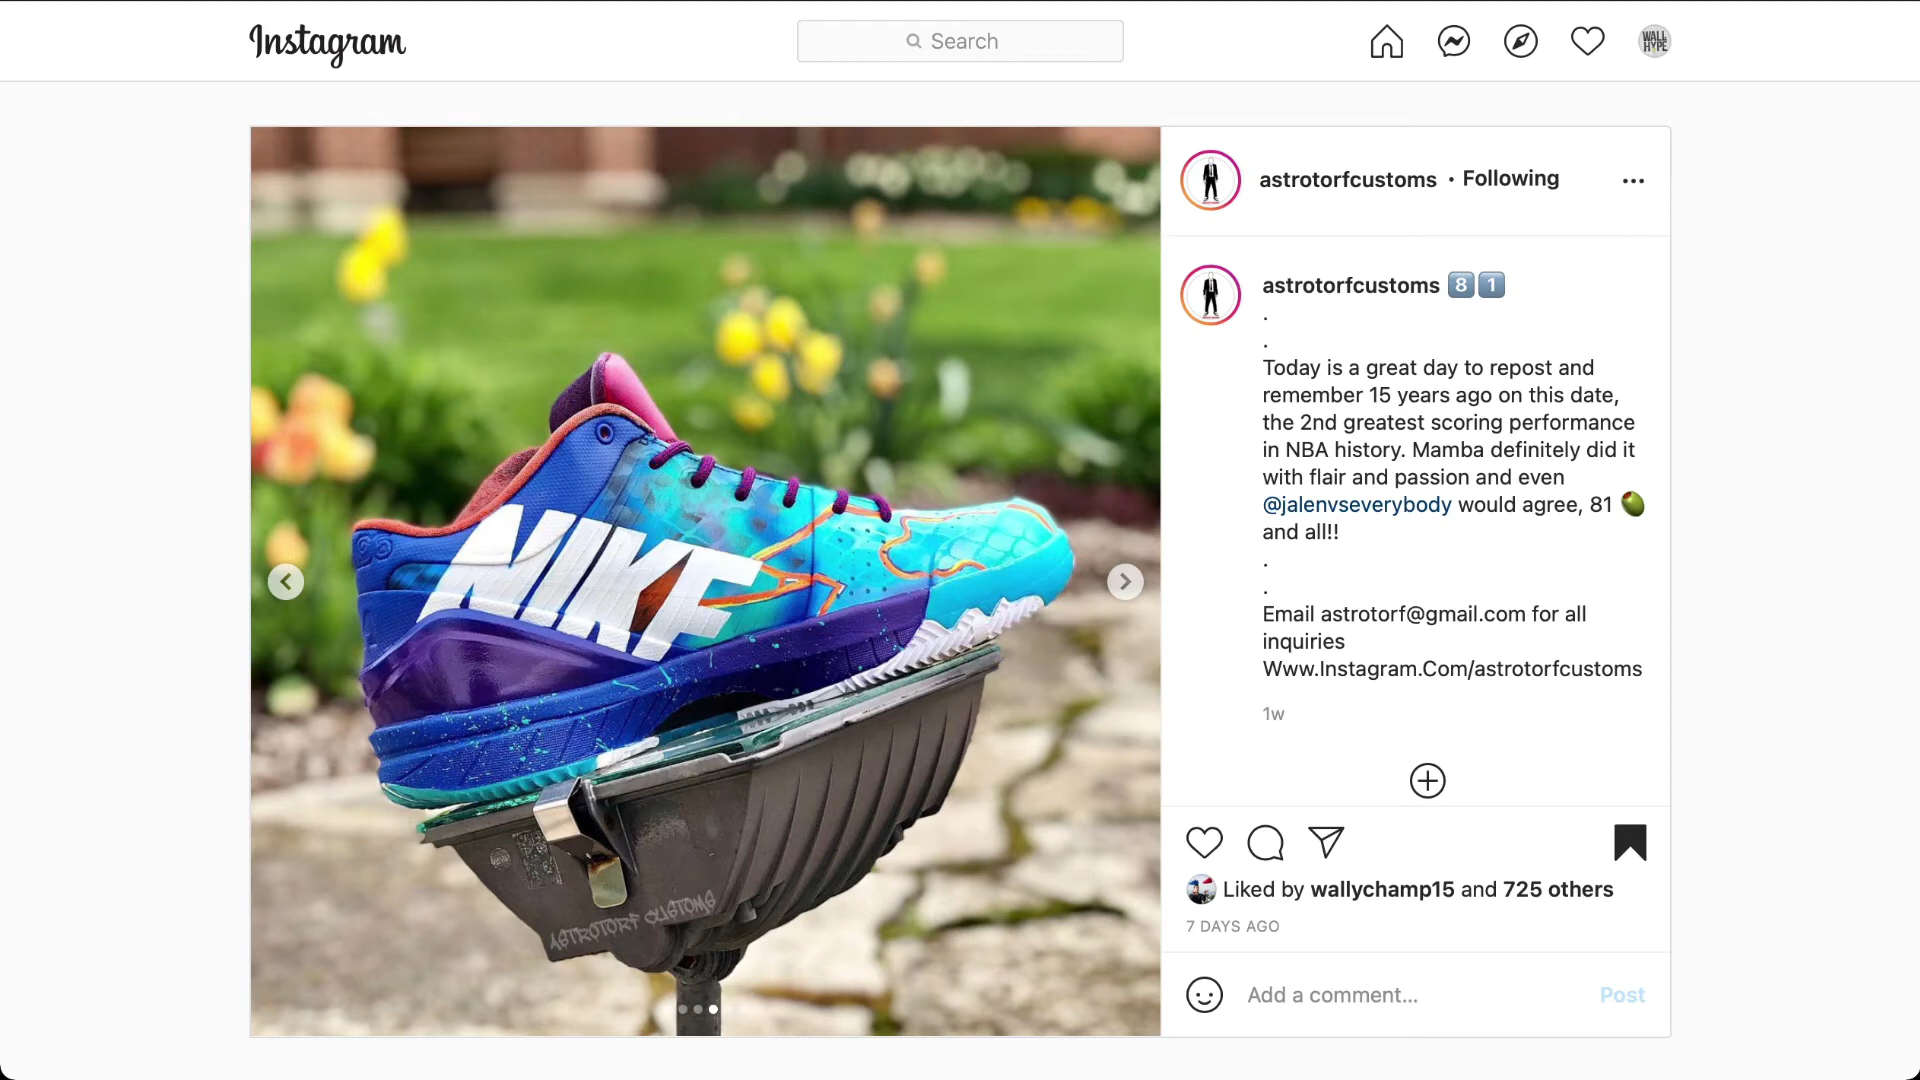 Instagram
Search
WALL
HYPE
astrotorfcustoms • Following
astrotorfcustoms 8 1
.
.
Today is a great day to repost and
remember 15 years ago on this date,
the 2nd greatest scoring performance
in NBA history. Mamba definitely did it
with flair and passion and even
@jalenvseverybody would agree, 81 🫒
and all!!
.
.
Email astrotorf@gmail.com for all
inquiries
Www.Instagram.Com/astrotorfcustoms
1w
Liked by wallychamp15 and 725 others
7 DAYS AGO
Add a comment...
Post
NIKE
ASTROTORF CUSTOMS